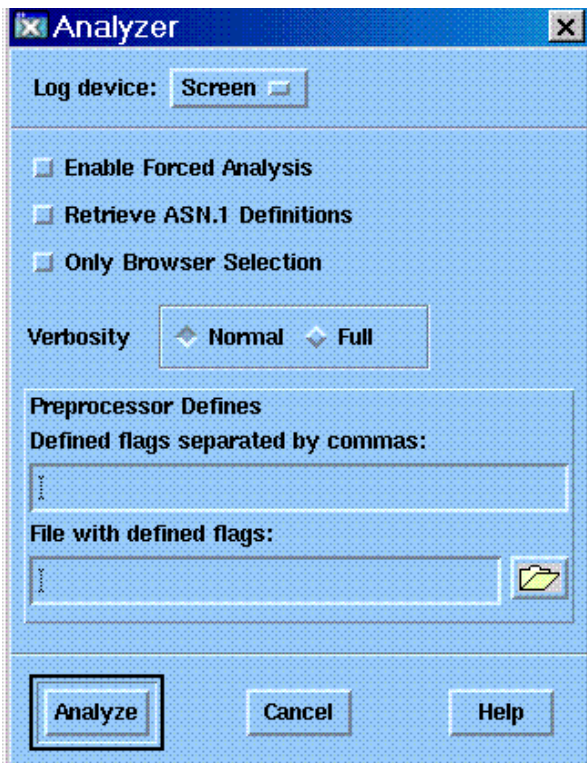 Analyzer
Log device: Screen
Enable Forced Analysis
Retrieve ASN.1 Definitions
Only Browser Selection
Verbosity Normal Full
Preprocessor Defines
Defined flags separated by commas:
File with defined flags:
Analyze Cancel Help